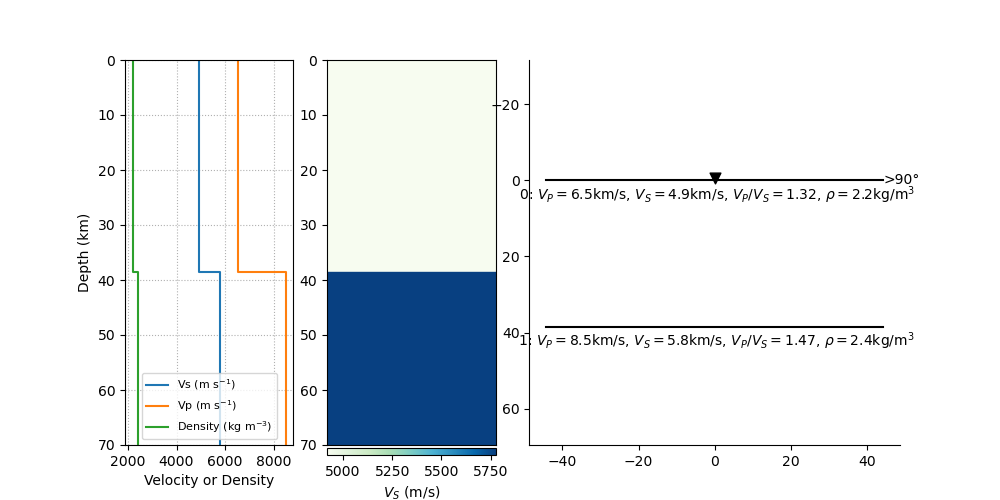 0
10
20
30
40
50
60
70
Depth (km)
2000 4000 6000 8000
Velocity or Density
Vs (m s⁻¹)
Vp (m s⁻¹)
Density (kg m⁻³)
0
10
20
30
40
50
60
70
5000 5250 5500 5750
V_S (m/s)
−20
0
20
40
60
−40 −20 0 20 40
>90°
0: V_P = 6.5km/s, V_S = 4.9km/s, V_P/V_S = 1.32, ρ = 2.2kg/m³
1: V_P = 8.5km/s, V_S = 5.8km/s, V_P/V_S = 1.47, ρ = 2.4kg/m³